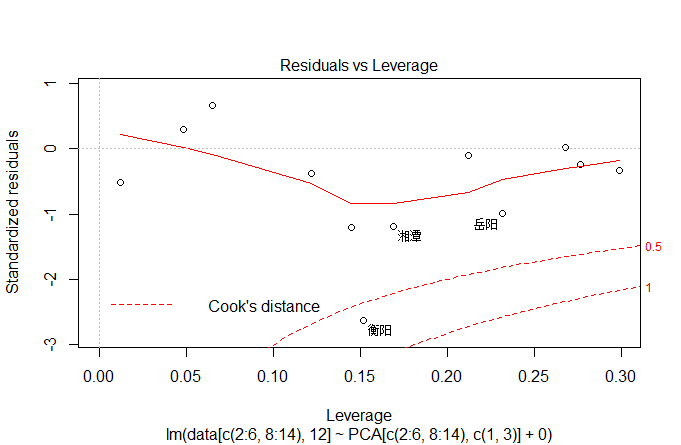 Residuals vs Leverage
Standardized residuals
1
0
-1
-2
-3
湘潭
岳阳
衡阳
0.5
1
Cook's distance
0.00 0.05 0.10 0.15 0.20 0.25 0.30
Leverage
lm(data[c(2:6, 8:14), 12] ~ PCA[c(2:6, 8:14), c(1, 3)] + 0)